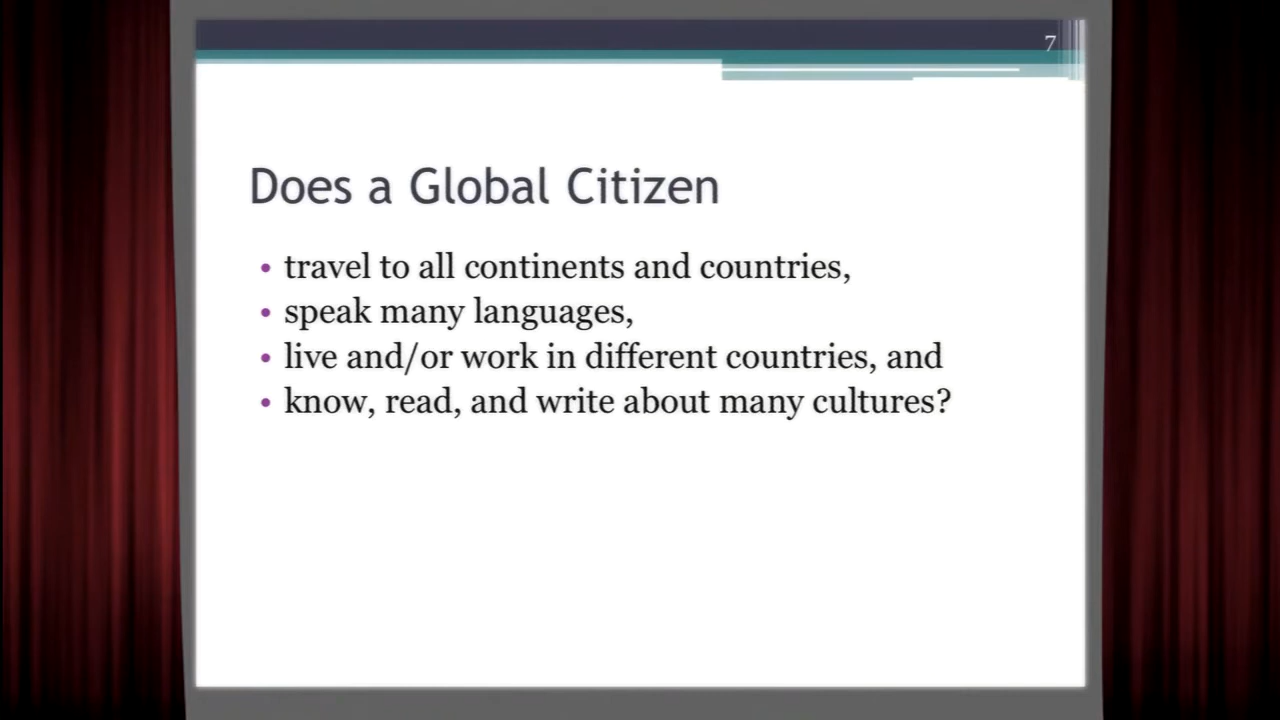 7
Does a Global Citizen
• travel to all continents and countries,
• speak many languages,
• live and/or work in different countries, and
• know, read, and write about many cultures?